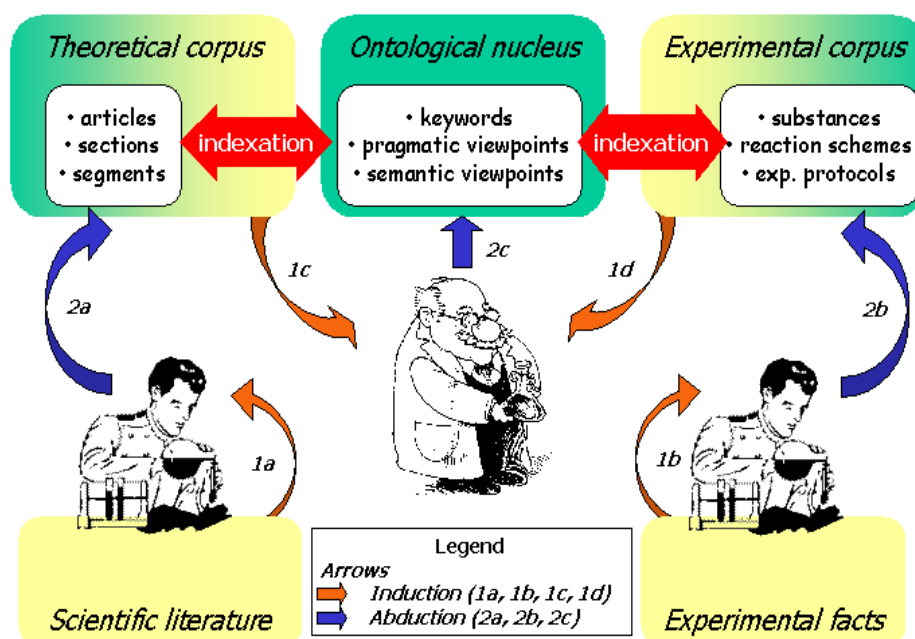 Theoretical corpus
• articles
• sections
• segments
indexation
Ontological nucleus
• keywords
• pragmatic viewpoints
• semantic viewpoints
indexation
Experimental corpus
• substances
• reaction schemes
• exp. protocols
1c
2c
1d
2a
2b
1a
1b
Scientific literature
Legend
Arrows
Induction (1a, 1b, 1c, 1d)
Abduction (2a, 2b, 2c)
Experimental facts